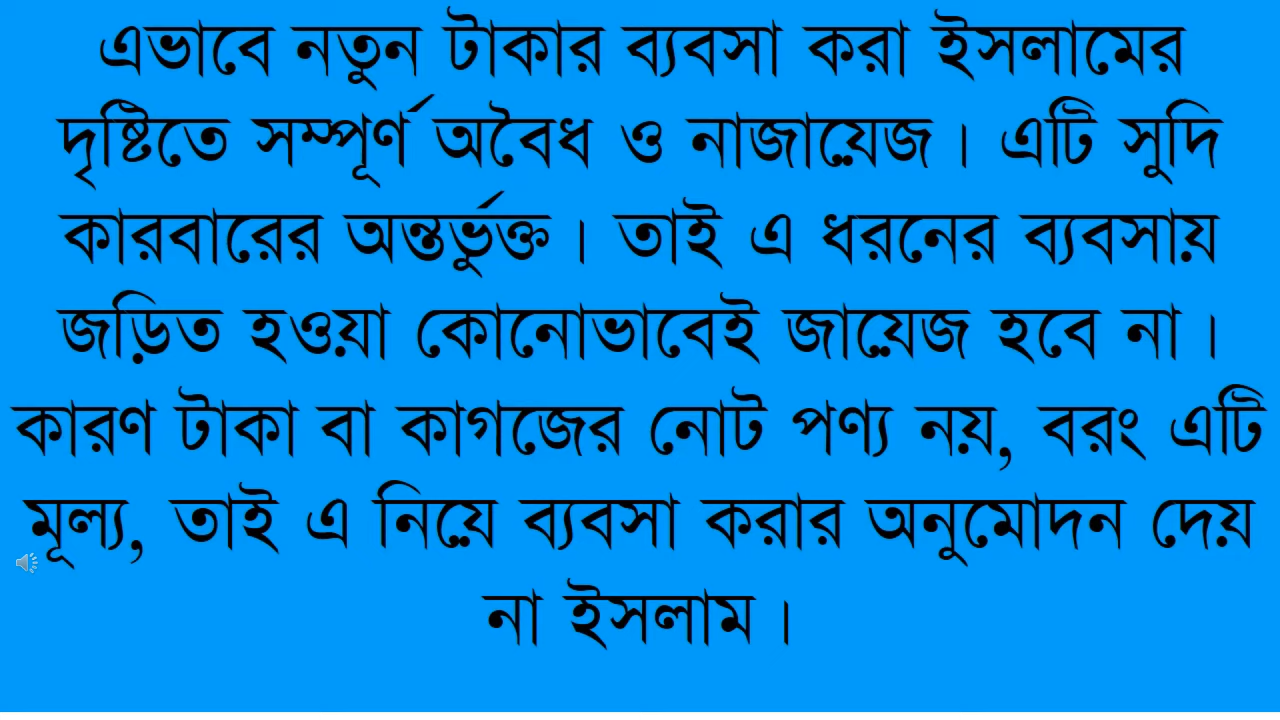 এভাবে নতুন টাকার ব্যবসা করা ইসলামের
দৃষ্টিতে সম্পূর্ণ অবৈধ ও নাজায়েজ। এটি সুদি
কারবারের অন্তর্ভুক্ত। তাই এ ধরনের ব্যবসায়
জড়িত হওয়া কোনোভাবেই জায়েজ হবে না।
কারণ টাকা বা কাগজের নোট পণ্য নয়, বরং এটি
মূল্য, তাই এ নিয়ে ব্যবসা করার অনুমোদন দেয়
না ইসলাম।